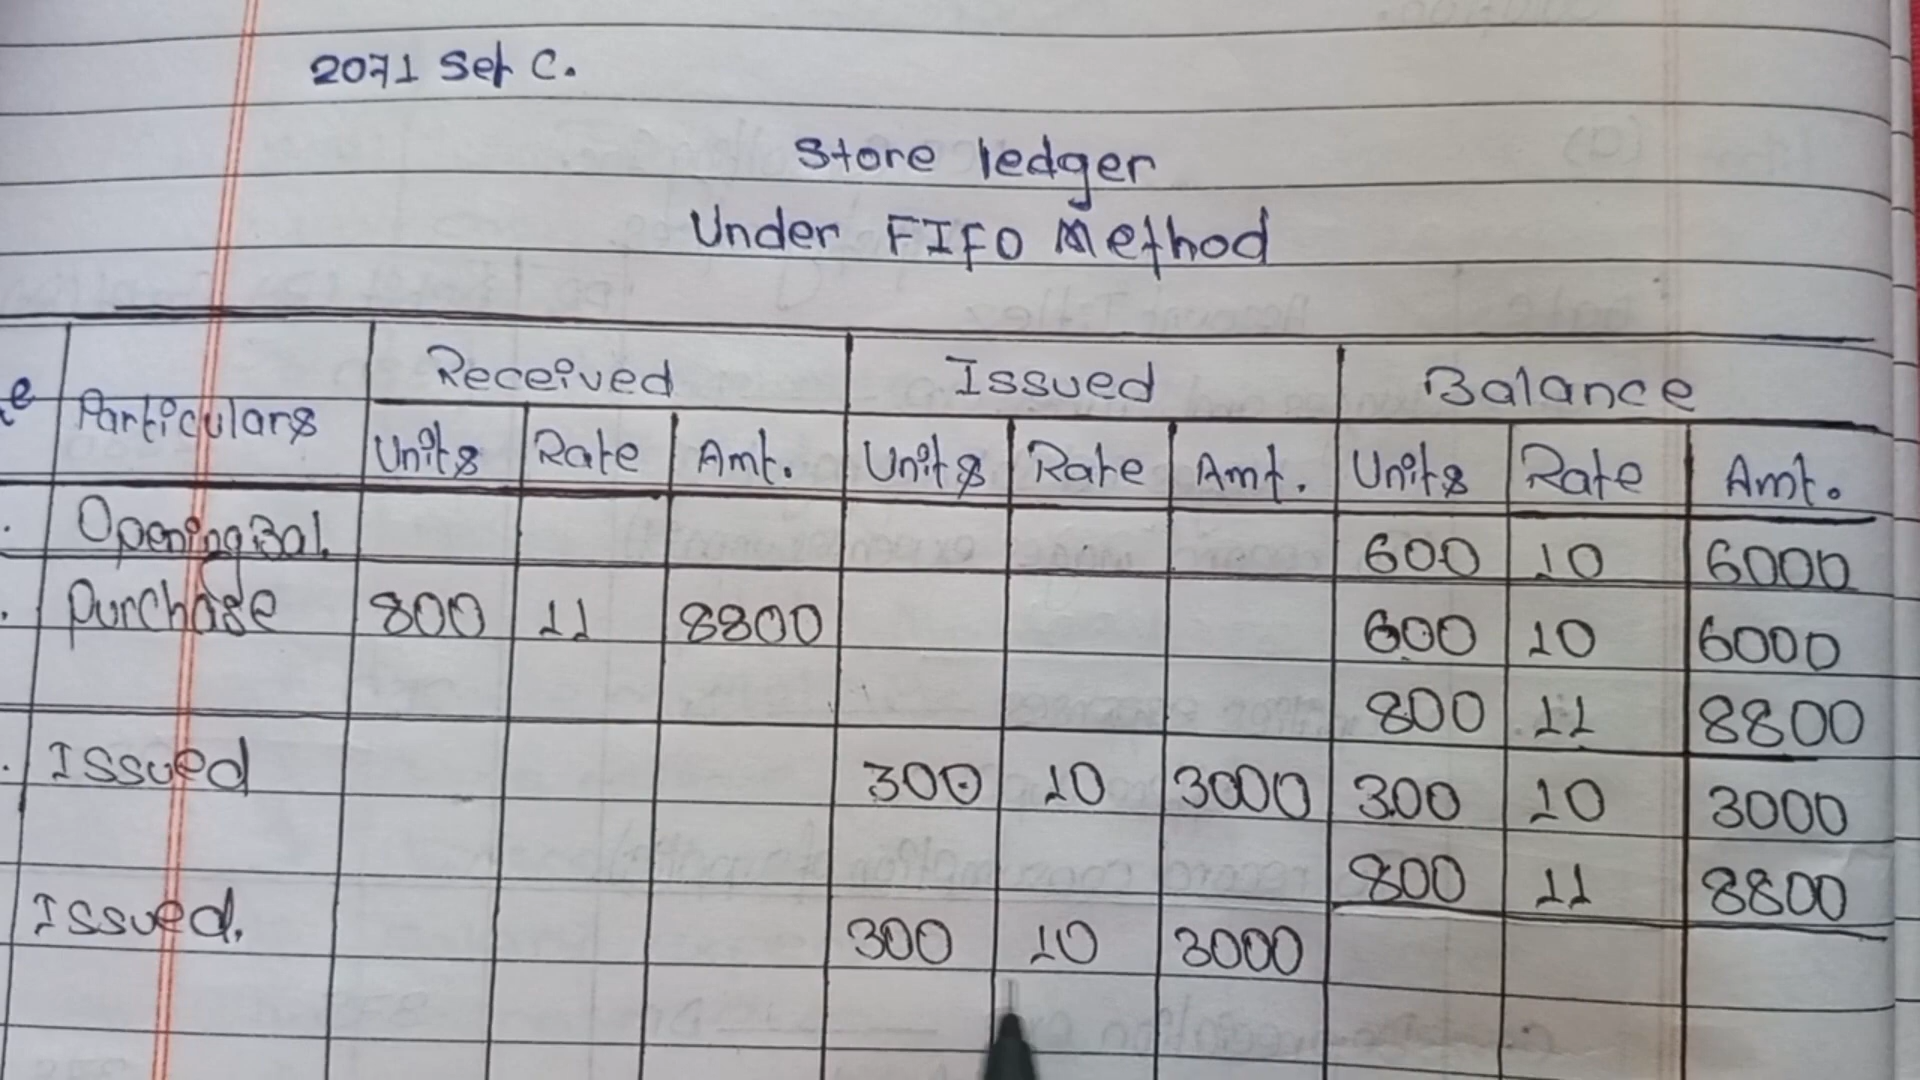 2071 Set C.
Store ledger
Under FIFO Method
e Particulars Received Issued Balance
Units Rate Amt. Units Rate Amt. Units Rate Amt.
Opening Bal. 600 10 6000
Purchase 800 11 8800 600 10 6000
800 11 8800
Issued 300 10 3000 300 10 3000
800 11 8800
Issued. 300 10 3000